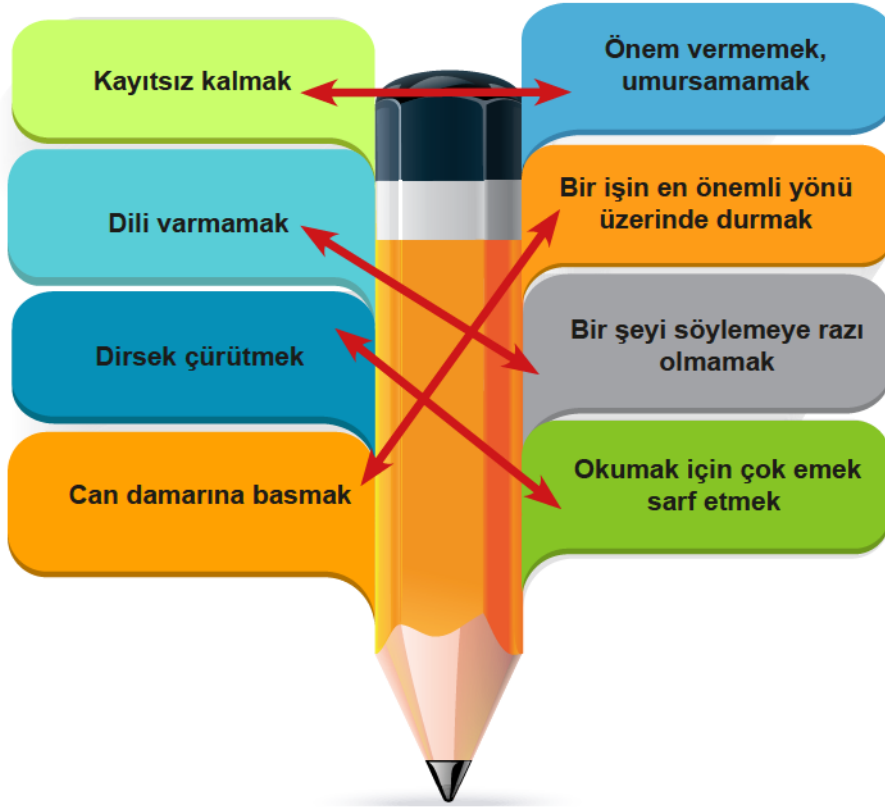 Kayıtsız kalmak
Önem vermemek,
umursamamak
Dili varmamak
Bir işin en önemli yönü
üzerinde durmak
Dirsek çürütmek
Bir şeyi söylemeye razı
olmamak
Can damarına basmak
Okumak için çok emek
sarf etmek